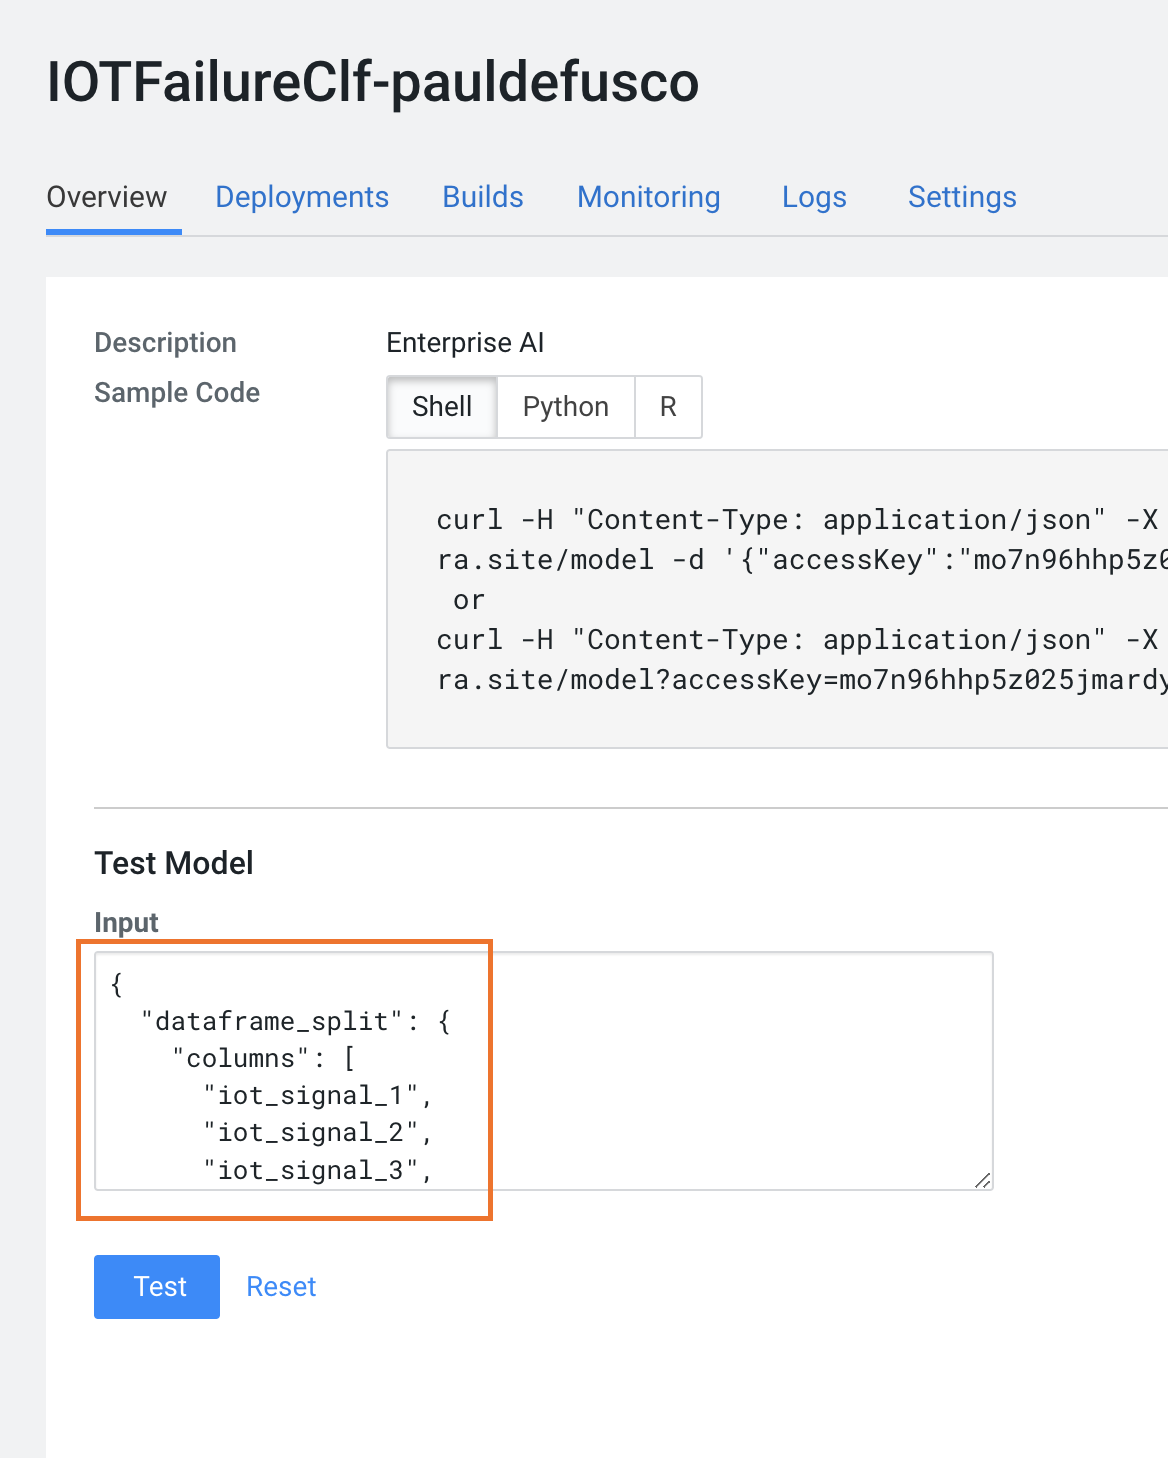 IOTFailureClf-pauldefusco
Overview Deployments Builds Monitoring Logs Settings
Description Enterprise AI
Sample Code Shell Python R
curl -H "Content-Type: application/json" -X
ra.site/model -d '{"accessKey":"mo7n96hhp5z0
or
curl -H "Content-Type: application/json" -X
ra.site/model?accessKey=mo7n96hhp5z025jmardy
Test Model
Input
{
"dataframe_split": {
"columns": [
"iot_signal_1",
"iot_signal_2",
"iot_signal_3",
Test Reset